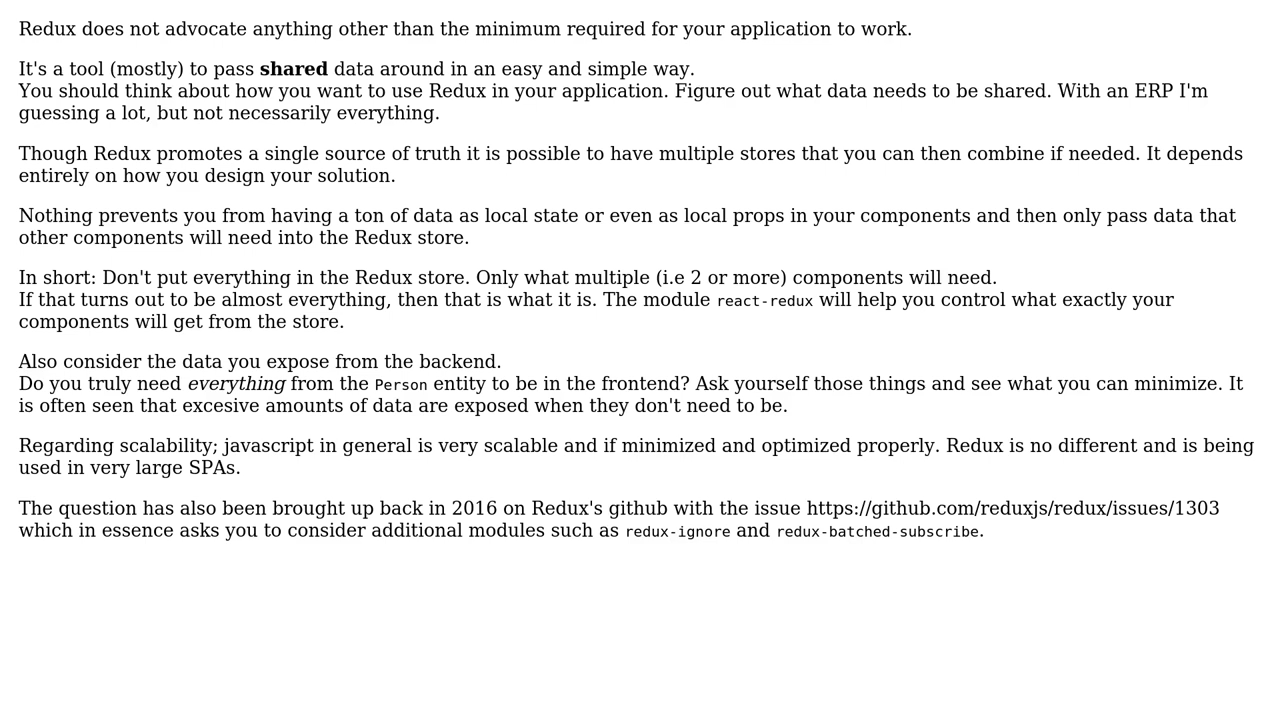 Redux does not advocate anything other than the minimum required for your application to work.
It's a tool (mostly) to pass shared data around in an easy and simple way.
You should think about how you want to use Redux in your application. Figure out what data needs to be shared. With an ERP I'm
guessing a lot, but not necessarily everything.
Though Redux promotes a single source of truth it is possible to have multiple stores that you can then combine if needed. It depends
entirely on how you design your solution.
Nothing prevents you from having a ton of data as local state or even as local props in your components and then only pass data that
other components will need into the Redux store.
In short: Don't put everything in the Redux store. Only what multiple (i.e 2 or more) components will need.
If that turns out to be almost everything, then that is what it is. The module react-redux will help you control what exactly your
components will get from the store.
Also consider the data you expose from the backend.
Do you truly need everything from the Person entity to be in the frontend? Ask yourself those things and see what you can minimize. It
is often seen that excesive amounts of data are exposed when they don't need to be.
Regarding scalability; javascript in general is very scalable and if minimized and optimized properly. Redux is no different and is being
used in very large SPAs.
The question has also been brought up back in 2016 on Redux's github with the issue https://github.com/reduxjs/redux/issues/1303
which in essence asks you to consider additional modules such as redux-ignore and redux-batched-subscribe.